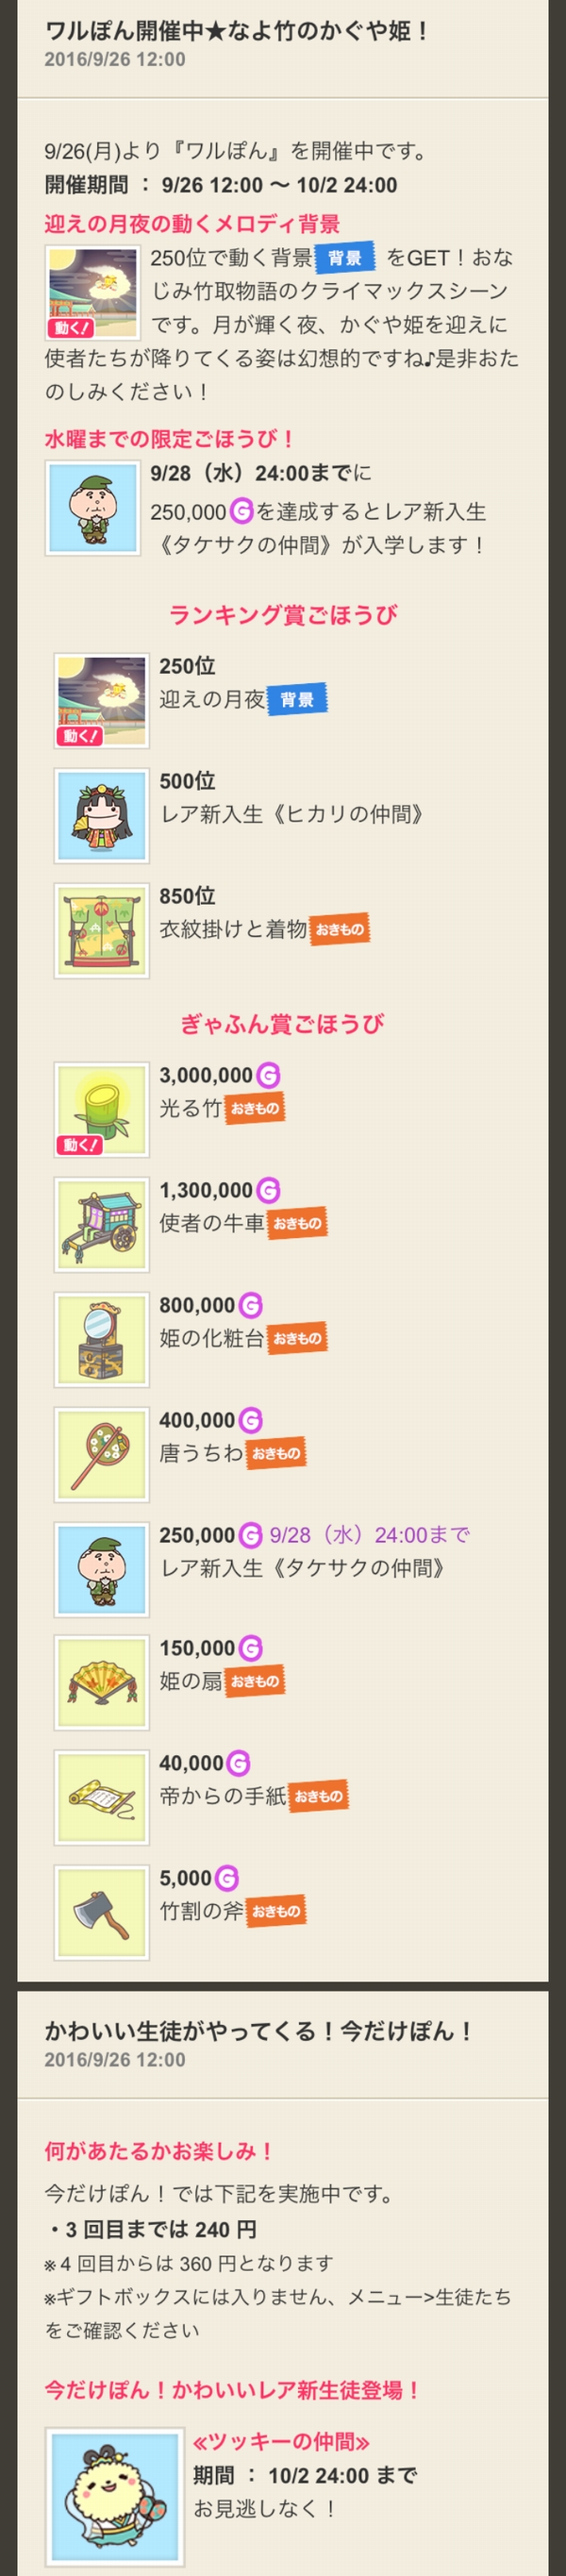 ワルぽん開催中★なよ竹のかぐや姫！
2016/9/26 12:00
9/26(月)より『ワルぽん』を開催中です。
開催期間 ： 9/26 12:00 〜 10/2 24:00
迎えの月夜の動くメロディ背景
250位で動く背景 背景 をGET！おな
じみ竹取物語のクライマックスシーン
動く!
です。月が輝く夜、かぐや姫を迎えに
使者たちが降りてくる姿は幻想的ですね♪是非おた
のしみください！
水曜までの限定ごほうび！
9/28（水）24:00までに
250,000Gを達成するとレア新入生
《タケサクの仲間》が入学します！
ランキング賞ごほうび
250位
迎えの月夜 背景
動く!
500位
レア新入生《ヒカリの仲間》
850位
衣紋掛けと着物 おきもの
ぎゃふん賞ごほうび
3,000,000G
光る竹 おきもの
動く!
1,300,000G
使者の牛車 おきもの
800,000G
姫の化粧台 おきもの
400,000G
唐うちわ おきもの
250,000G 9/28（水）24:00まで
レア新入生《タケサクの仲間》
150,000G
姫の扇 おきもの
40,000G
帝からの手紙 おきもの
5,000G
竹割の斧 おきもの
かわいい生徒がやってくる！今だけぽん！
2016/9/26 12:00
何があたるかお楽しみ！
今だけぽん！では下記を実施中です。
・3 回目までは 240 円
※4 回目からは 360 円となります
※ギフトボックスには入りません、メニュー>生徒たち
をご確認ください
今だけぽん！かわいいレア新生徒登場！
≪ツッキーの仲間≫
期間 ： 10/2 24:00 まで
お見逃しなく！